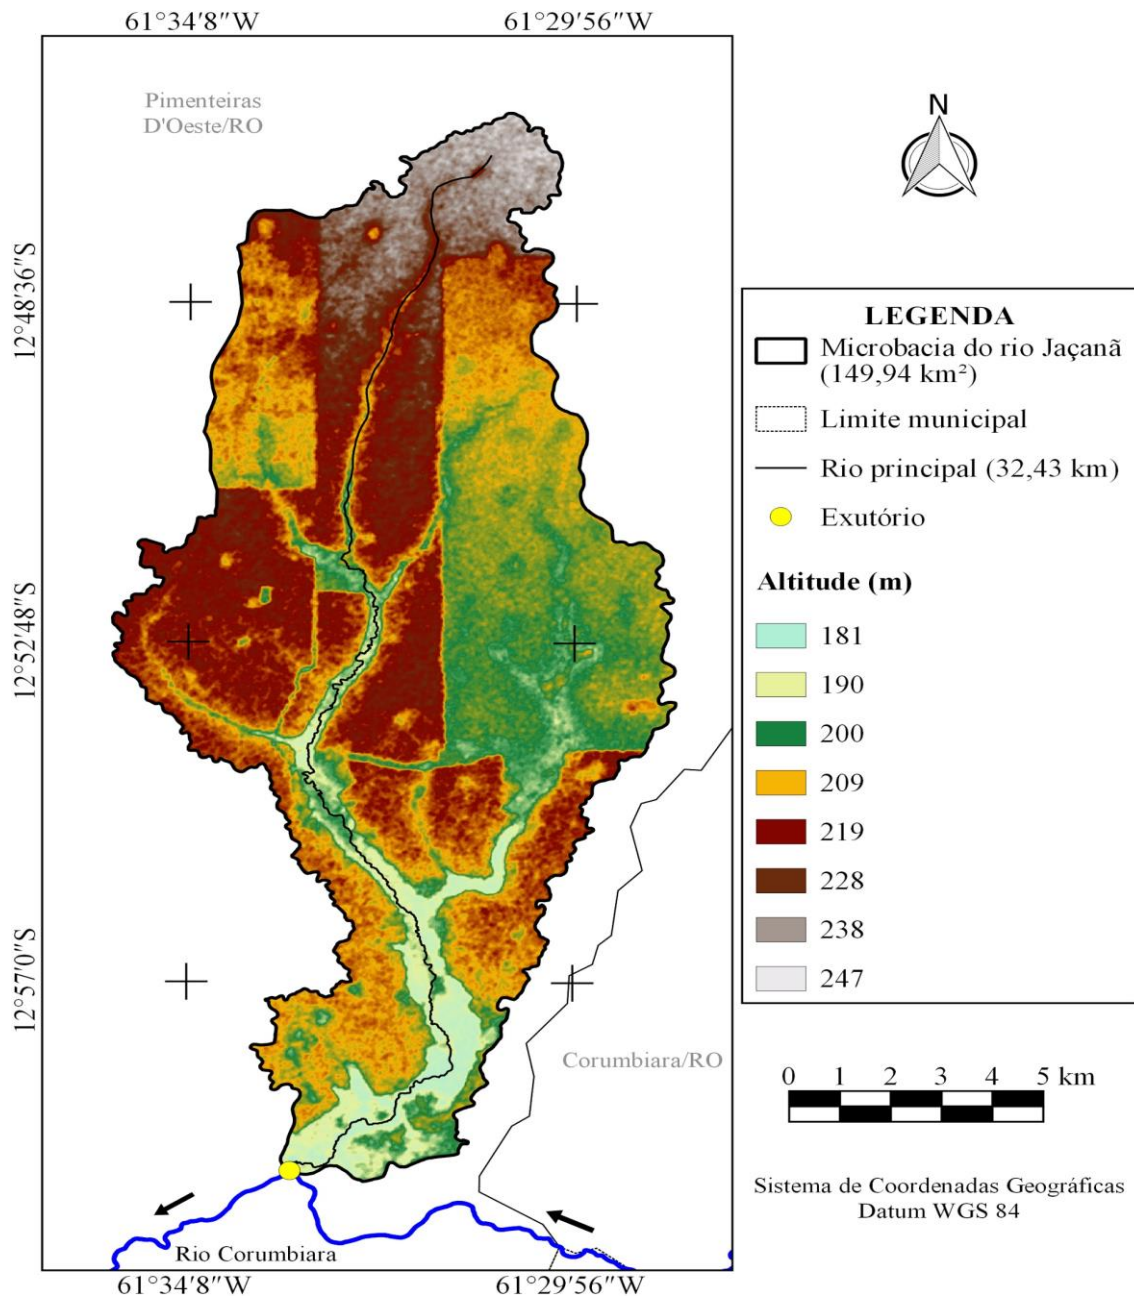 61°34'8"W
61°29'56"W
Pimenteiras
D'Oeste/RO
N
12°48'36"S
12°52'48"S
12°57'0"S
LEGENDA
Microbacia do rio Jaçanã
(149,94 km²)
Limite municipal
Rio principal (32,43 km)
Exutório
Altitude (m)
181
190
200
209
219
228
238
247
Corumbiara/RO
0 1 2 3 4 5 km
Sistema de Coordenadas Geográficas
Datum WGS 84
Rio Corumbiara
61°34'8"W
61°29'56"W